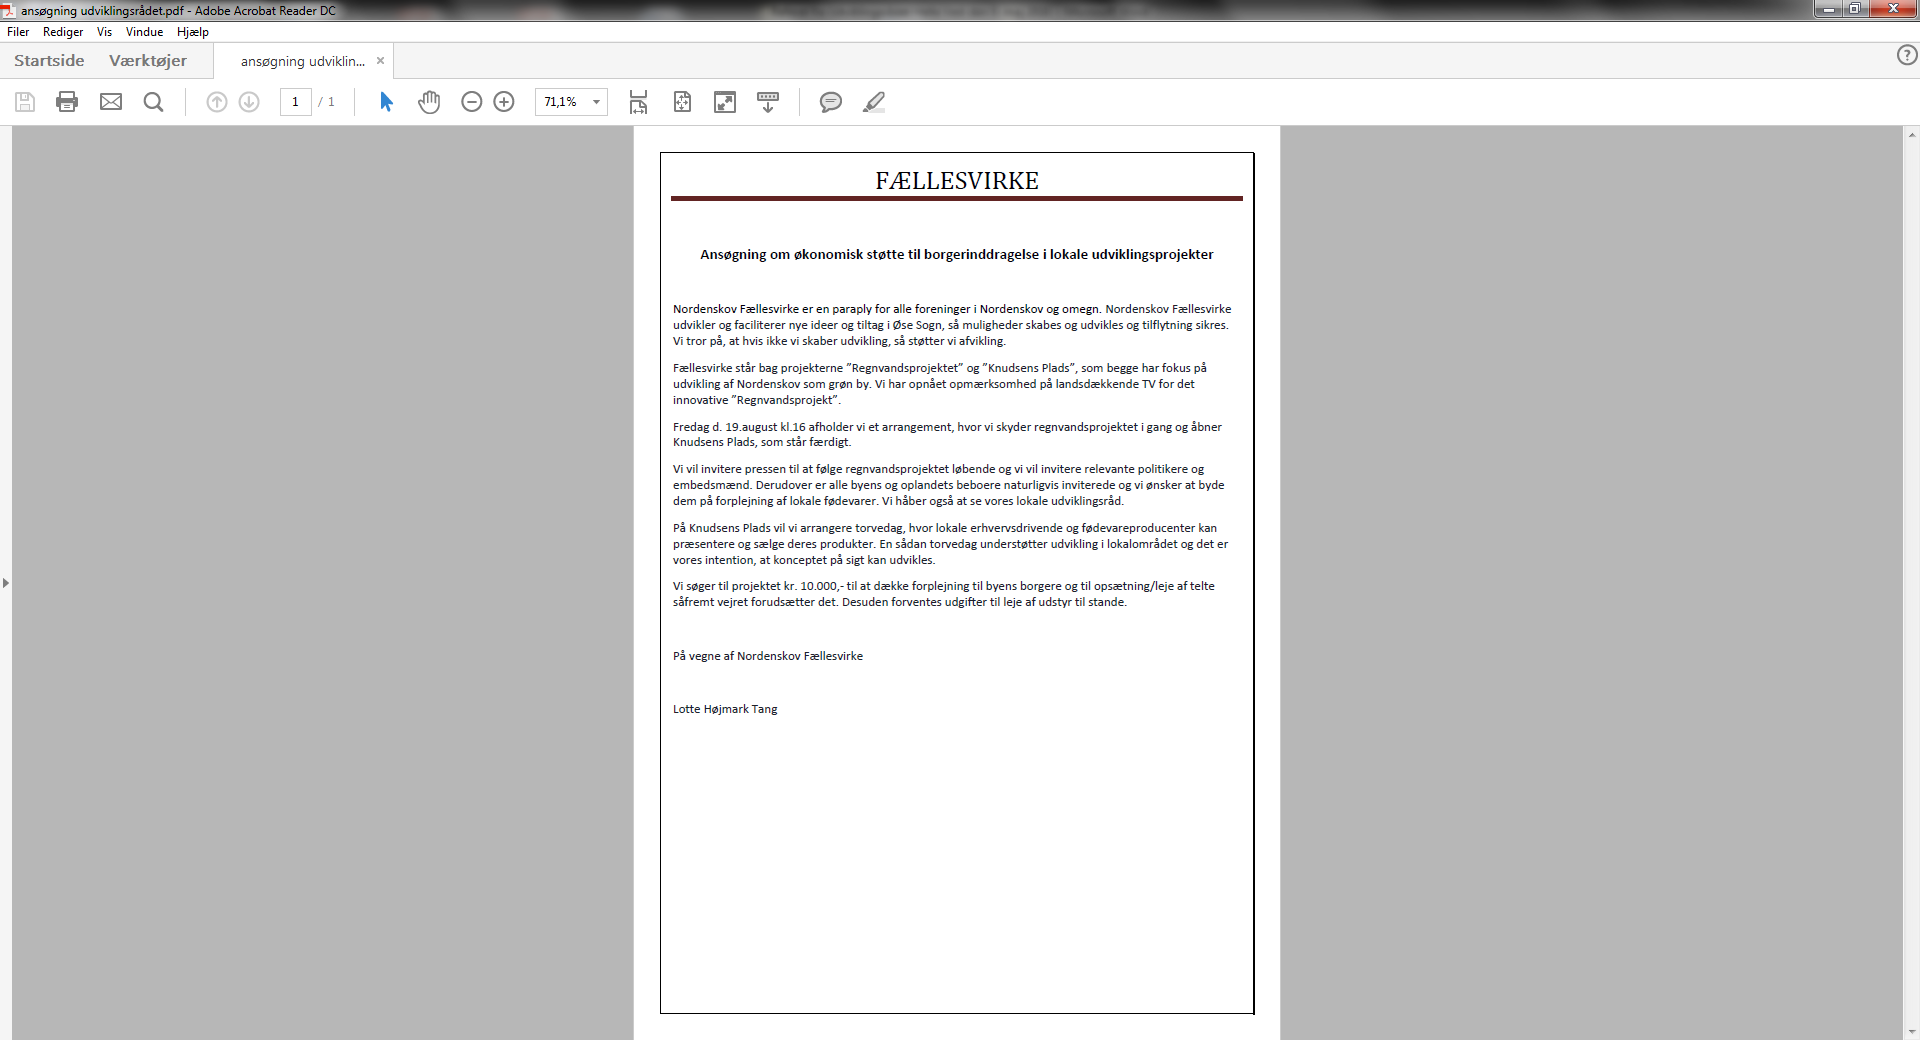 ansøgning udviklingsrådet.pdf - Adobe Acrobat Reader DC
Filer Rediger Vis Vindue Hjælp
Startside Værktøjer ansøgning udviklin...
1 / 1 71,1%
FÆLLESVIRKE
Ansøgning om økonomisk støtte til borgerinddragelse i lokale udviklingsprojekter
Nordenskov Fællesvirke er en paraply for alle foreninger i Nordenskov og omegn. Nordenskov Fællesvirke
udvikler og faciliterer nye ideer og tiltag i Øse Sogn, så muligheder skabes og udvikles og tilflytning sikres.
Vi tror på, at hvis ikke vi skaber udvikling, så støtter vi afvikling.
Fællesvirke står bag projekterne ”Regnvandsprojektet” og ”Knudsens Plads”, som begge har fokus på
udvikling af Nordenskov som grøn by. Vi har opnået opmærksomhed på landsdækkende TV for det
innovative ”Regnvandsprojekt”.
Fredag d. 19.august kl.16 afholder vi et arrangement, hvor vi skyder regnvandsprojektet i gang og åbner
Knudsens Plads, som står færdigt.
Vi vil invitere pressen til at følge regnvandsprojektet løbende og vi vil invitere relevante politikere og
embedsmænd. Derudover er alle byens og oplandets beboere naturligvis inviterede og vi ønsker at byde
dem på forplejning af lokale fødevarer. Vi håber også at se vores lokale udviklingsråd.
På Knudsens Plads vil vi arrangere torvedag, hvor lokale erhvervsdrivende og fødevareproducenter kan
præsentere og sælge deres produkter. En sådan torvedag understøtter udvikling i lokalområdet og det er
vores intention, at konceptet på sigt kan udvikles.
Vi søger til projektet kr. 10.000,- til at dække forplejning til byens borgere og til opsætning/leje af telte
såfremt vejret forudsætter det. Desuden forventes udgifter til leje af udstyr til stande.
På vegne af Nordenskov Fællesvirke
Lotte Højmark Tang